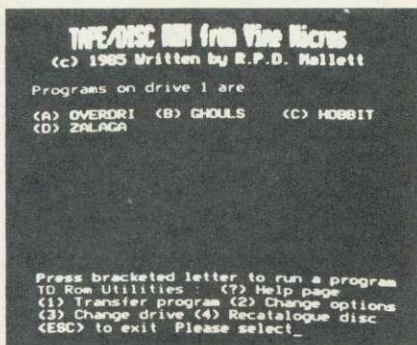 TAPE/DISC ROM from Vine Micros
(c) 1985 Written by R.P.D. Mallett
Programs on drive 1 are
(A) OVERDRI (B) GHOULS (C) HOBBIT
(D) ZALAGA
Press bracketed letter to run a program
TD Rom Utilities : (?) Help page
(1) Transfer program (2) Change options
(3) Change drive (4) Recatalogue disc
<ESC> to exit Please select_